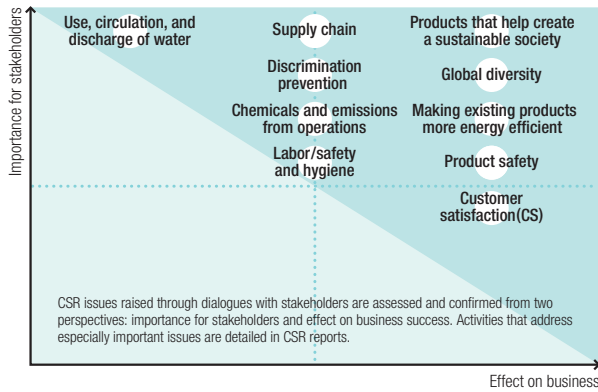 Importance for stakeholders
Use, circulation, and
discharge of water
Supply chain
Products that help create
a sustainable society
Discrimination
prevention
Global diversity
Chemicals and emissions
from operations
Making existing products
more energy efficient
Labor/safety
and hygiene
Product safety
Customer
satisfaction(CS)
CSR issues raised through dialogues with stakeholders are assessed and confirmed from two
perspectives: importance for stakeholders and effect on business success. Activities that address
especially important issues are detailed in CSR reports.
Effect on business